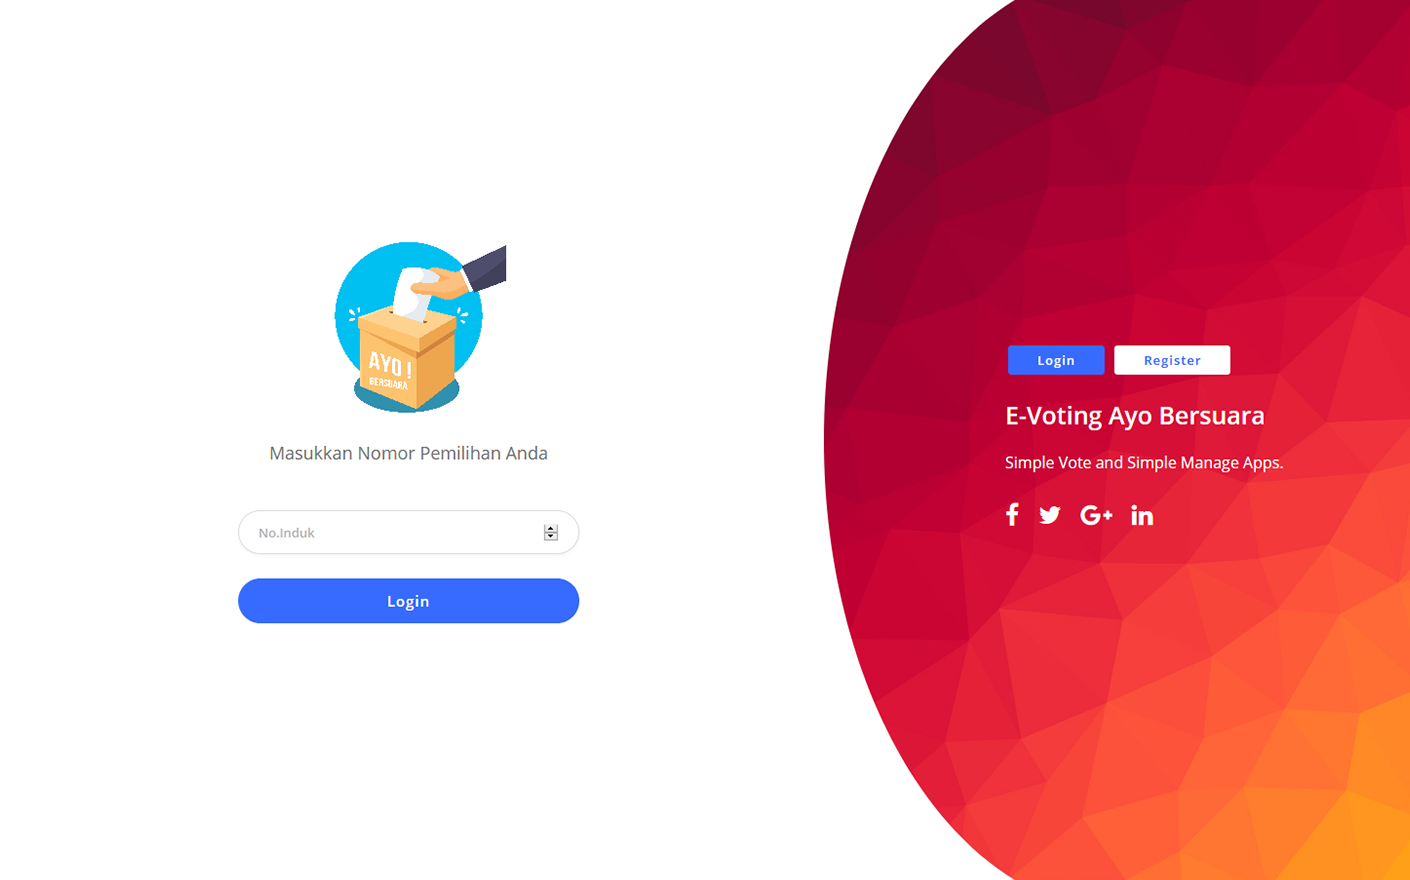 AYO !
BERSUARA
Masukkan Nomor Pemilihan Anda
No.Induk
Login
Login
Register
E-Voting Ayo Bersuara
Simple Vote and Simple Manage Apps.